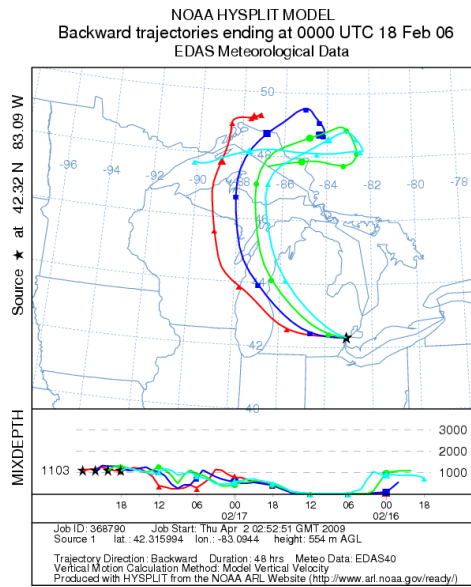 NOAA HYSPLIT MODEL
Backward trajectories ending at 0000 UTC 18 Feb 06
EDAS Meteorological Data
Source ★ at 42.32 N 83.09 W
50
-96
-94
-92
-90
-88
-86
-84
-82
-80
-78
48
46
44
42
40
MIXDEPTH
1103
3000
2000
1000
18 12 06 00 18 12 06 00 18
02/17 02/16
Job ID: 368790 Job Start: Thu Apr 2 02:52:51 GMT 2009
Source 1 lat.: 42.315994 lon.: -83.0944 height: 554 m AGL
Trajectory Direction: Backward Duration: 48 hrs Meteo Data: EDAS40
Vertical Motion Calculation Method: Model Vertical Velocity
Produced with HYSPLIT from the NOAA ARL Website (http://www.arl.noaa.gov/ready/)